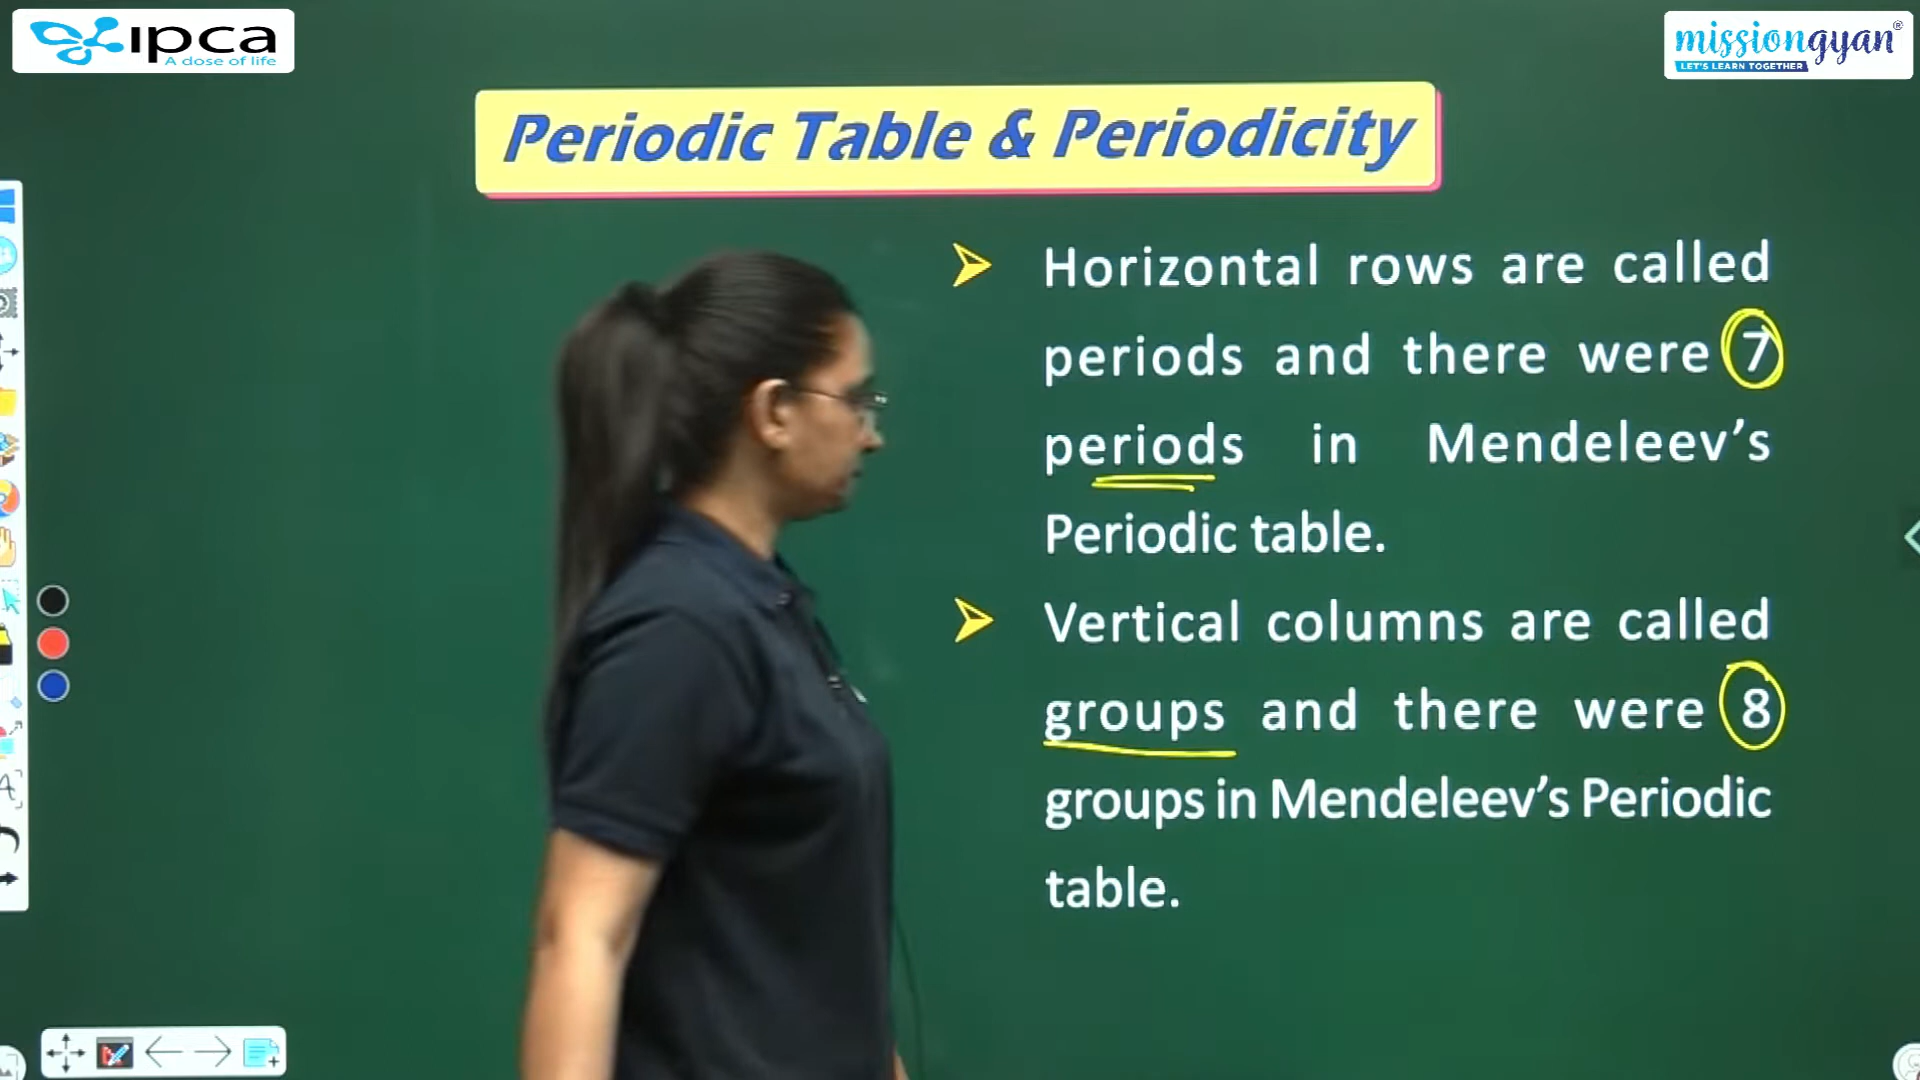 ipca
A dose of life
missiongyan®
LET'S LEARN TOGETHER
Periodic Table & Periodicity
Horizontal rows are called
periods and there were 7
periods in Mendeleev’s
Periodic table.
Vertical columns are called
groups and there were 8
groups in Mendeleev’s Periodic
table.